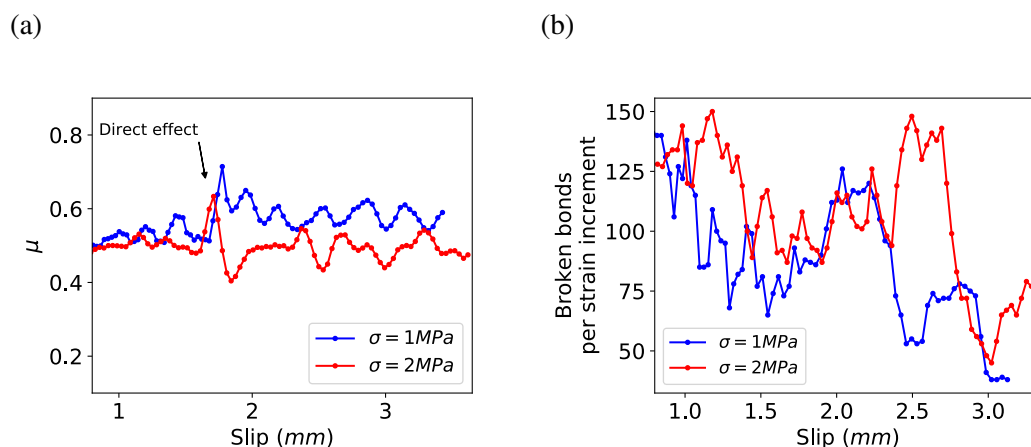 (a)
(b)
0.8
0.6
0.4
0.2
μ
Direct effect
σ = 1MPa
σ = 2MPa
1
2
3
Slip (mm)
150
125
100
75
50
Broken bonds
per strain increment
σ = 1MPa
σ = 2MPa
1.0
1.5
2.0
2.5
3.0
Slip (mm)